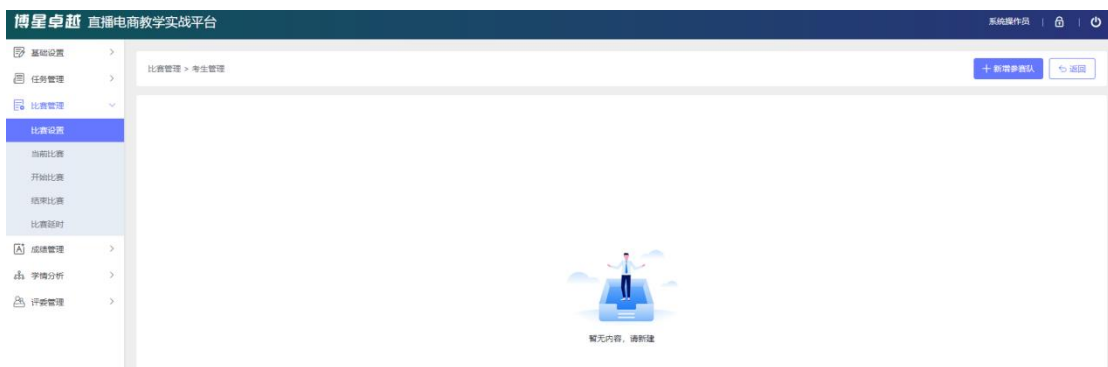 博星卓越 直播电商教学实战平台
系统操作员
基础设置
任务管理
比赛管理
比赛设置
当前比赛
开始比赛
结束比赛
比赛延时
成绩管理
学情分析
评委管理
比赛管理 > 考生管理
新增参赛队
返回
暂无内容，请新建